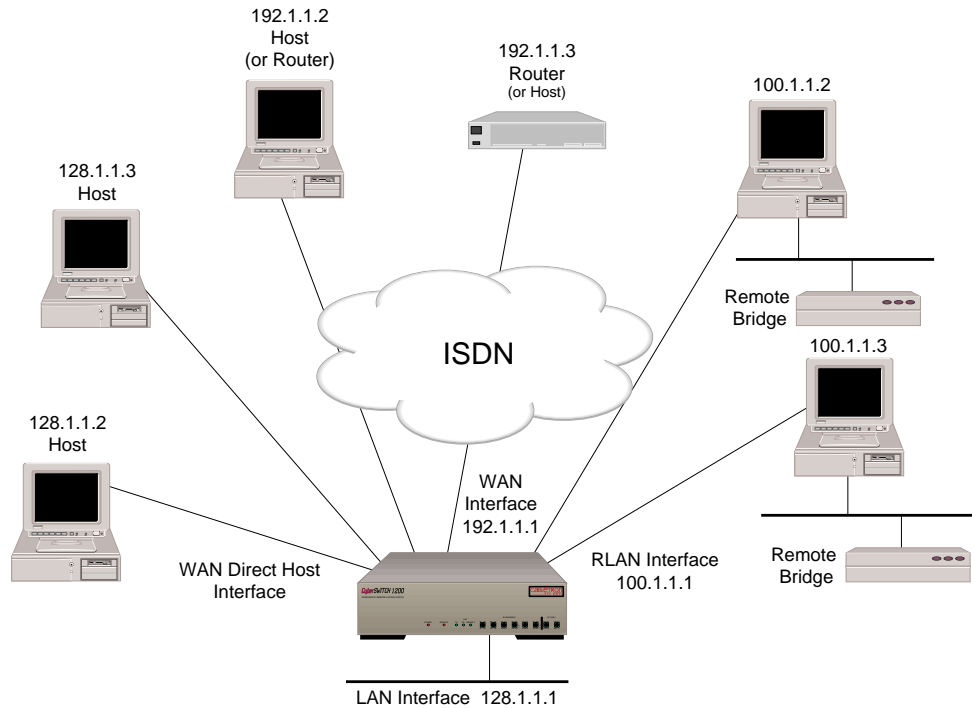 192.1.1.2
Host
(or Router)
192.1.1.3
Router
(or Host)
100.1.1.2
128.1.1.3
Host
Remote
Bridge
ISDN
100.1.1.3
128.1.1.2
Host
WAN
Interface
192.1.1.1
WAN Direct Host
Interface
RLAN Interface
100.1.1.1
Remote
Bridge
CyberSWITCH 1200
LAN Interface 128.1.1.1